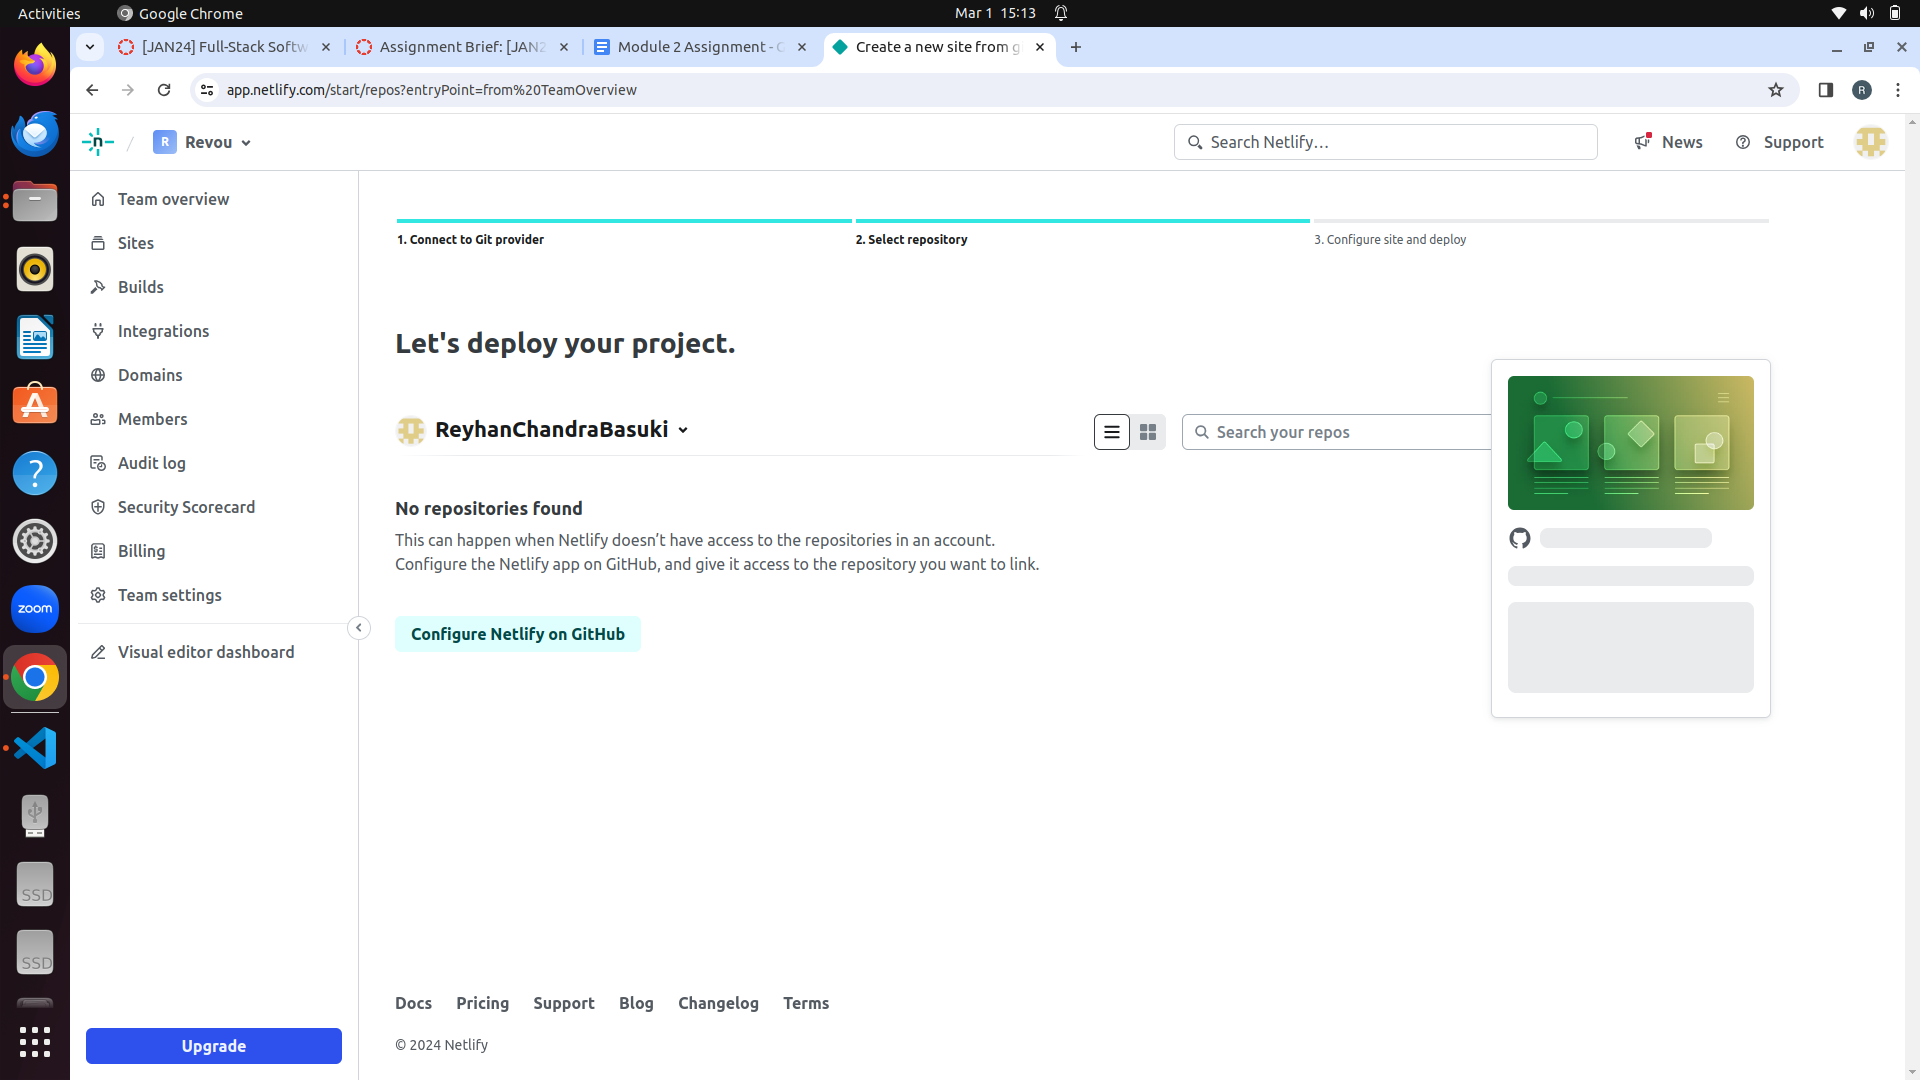 Activities
Google Chrome
Mar 1 15:13
[JAN24] Full-Stack Softw
Assignment Brief: [JAN2
Module 2 Assignment - G
Create a new site from g
app.netlify.com/start/repos?entryPoint=from%20TeamOverview
R
n
/
R
Revou
Search Netlify…
News
Support
Team overview
Sites
Builds
Integrations
Domains
Members
Audit log
Security Scorecard
Billing
Team settings
Visual editor dashboard
Upgrade
1. Connect to Git provider
2. Select repository
3. Configure site and deploy
Let's deploy your project.
ReyhanChandraBasuki
Search your repos
No repositories found
This can happen when Netlify doesn’t have access to the repositories in an account.
Configure the Netlify app on GitHub, and give it access to the repository you want to link.
Configure Netlify on GitHub
Docs
Pricing
Support
Blog
Changelog
Terms
© 2024 Netlify
zoom
SSD
SSD